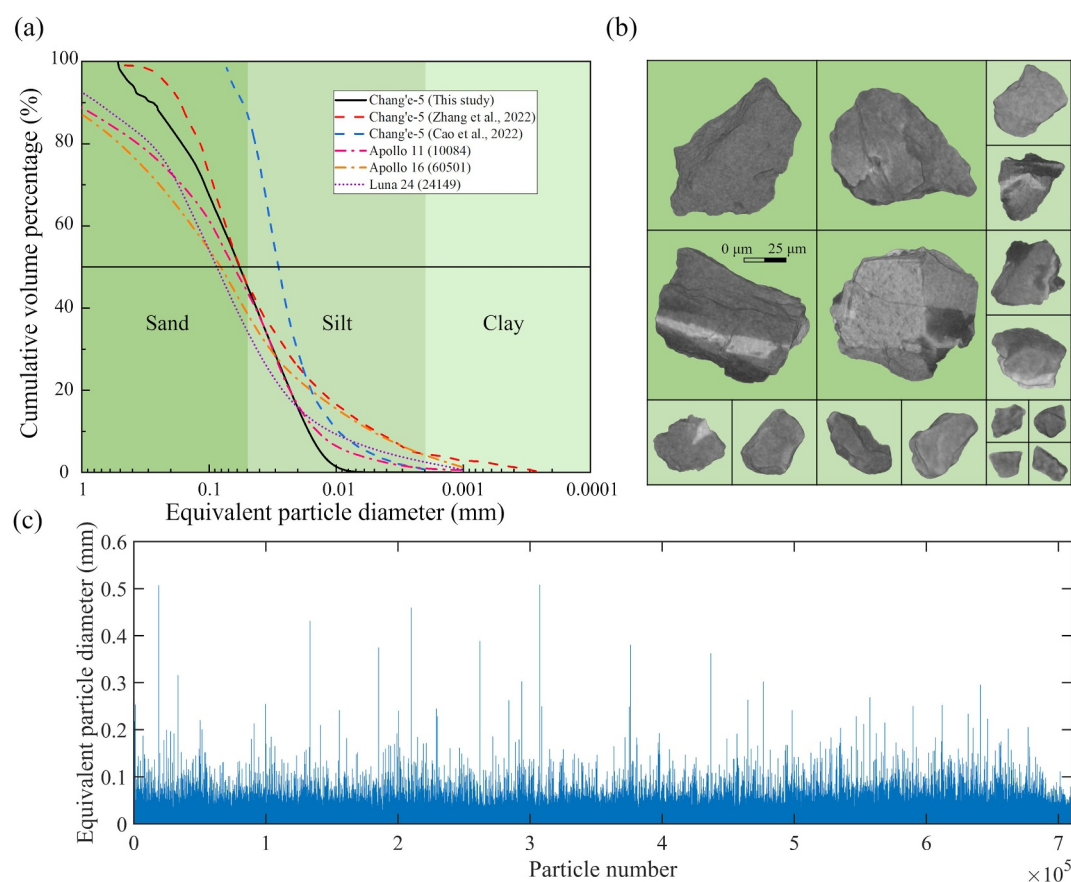 (a)
(b)
100
80
60
40
20
0
Cumulative volume percentage (%)
Chang'e-5 (This study)
Chang'e-5 (Zhang et al., 2022)
Chang'e-5 (Cao et al., 2022)
Apollo 11 (10084)
Apollo 16 (60501)
Luna 24 (24149)
Sand
Silt
Clay
1
0.1
0.01
0.001
0.0001
Equivalent particle diameter (mm)
0 μm 25 μm
(c)
0.6
0.5
0.4
0.3
0.2
0.1
0
Equivalent particle diameter (mm)
0
1
2
3
4
5
6
7
Particle number
×10⁵